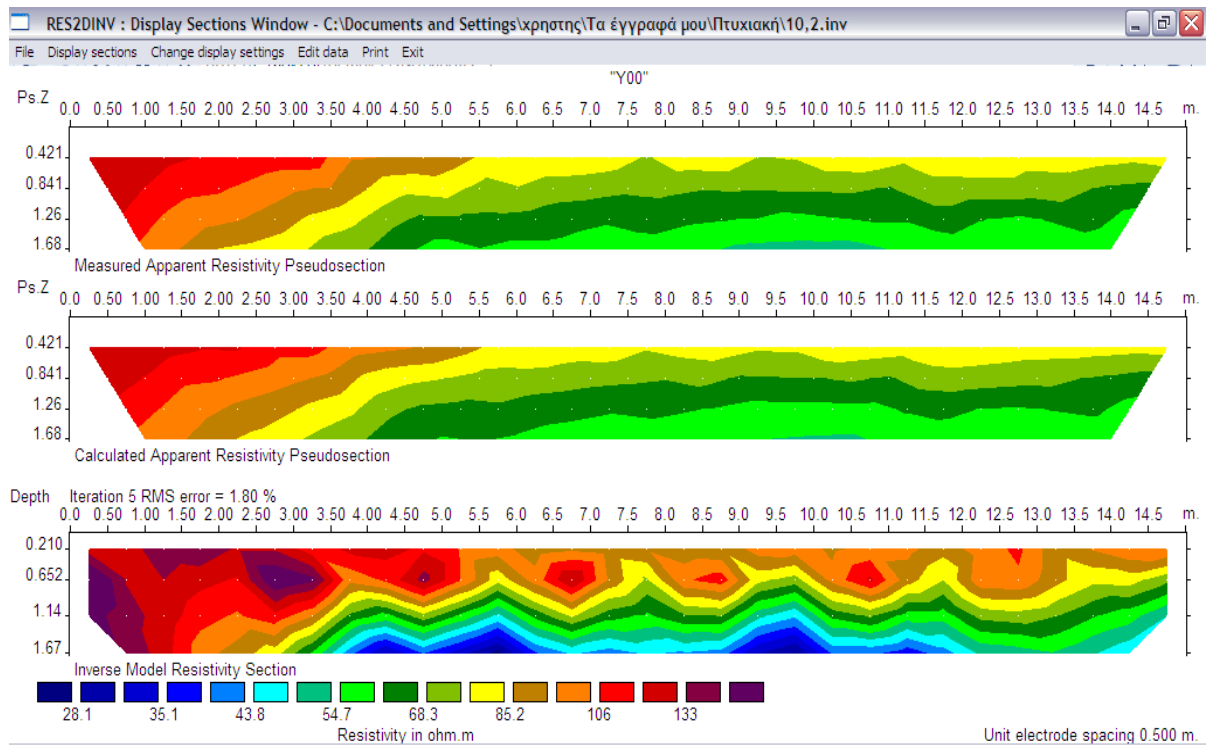 RES2DINV : Display Sections Window - C:\Documents and Settings\χρηστης\Τα έγγραφά μου\Πτυχιακή\10,2.inv
File Display sections Change display settings Edit data Print Exit
"Y00"
Ps.Z 0.0 0.50 1.00 1.50 2.00 2.50 3.00 3.50 4.00 4.50 5.0 5.5 6.0 6.5 7.0 7.5 8.0 8.5 9.0 9.5 10.0 10.5 11.0 11.5 12.0 12.5 13.0 13.5 14.0 14.5 m.
0.421
0.841
1.26
1.68
Measured Apparent Resistivity Pseudosection
Ps.Z 0.0 0.50 1.00 1.50 2.00 2.50 3.00 3.50 4.00 4.50 5.0 5.5 6.0 6.5 7.0 7.5 8.0 8.5 9.0 9.5 10.0 10.5 11.0 11.5 12.0 12.5 13.0 13.5 14.0 14.5 m.
0.421
0.841
1.26
1.68
Calculated Apparent Resistivity Pseudosection
Depth Iteration 5 RMS error = 1.80 %
0.0 0.50 1.00 1.50 2.00 2.50 3.00 3.50 4.00 4.50 5.0 5.5 6.0 6.5 7.0 7.5 8.0 8.5 9.0 9.5 10.0 10.5 11.0 11.5 12.0 12.5 13.0 13.5 14.0 14.5 m.
0.210
0.652
1.14
1.67
Inverse Model Resistivity Section
28.1 35.1 43.8 54.7 68.3 85.2 106 133
Resistivity in ohm.m Unit electrode spacing 0.500 m.